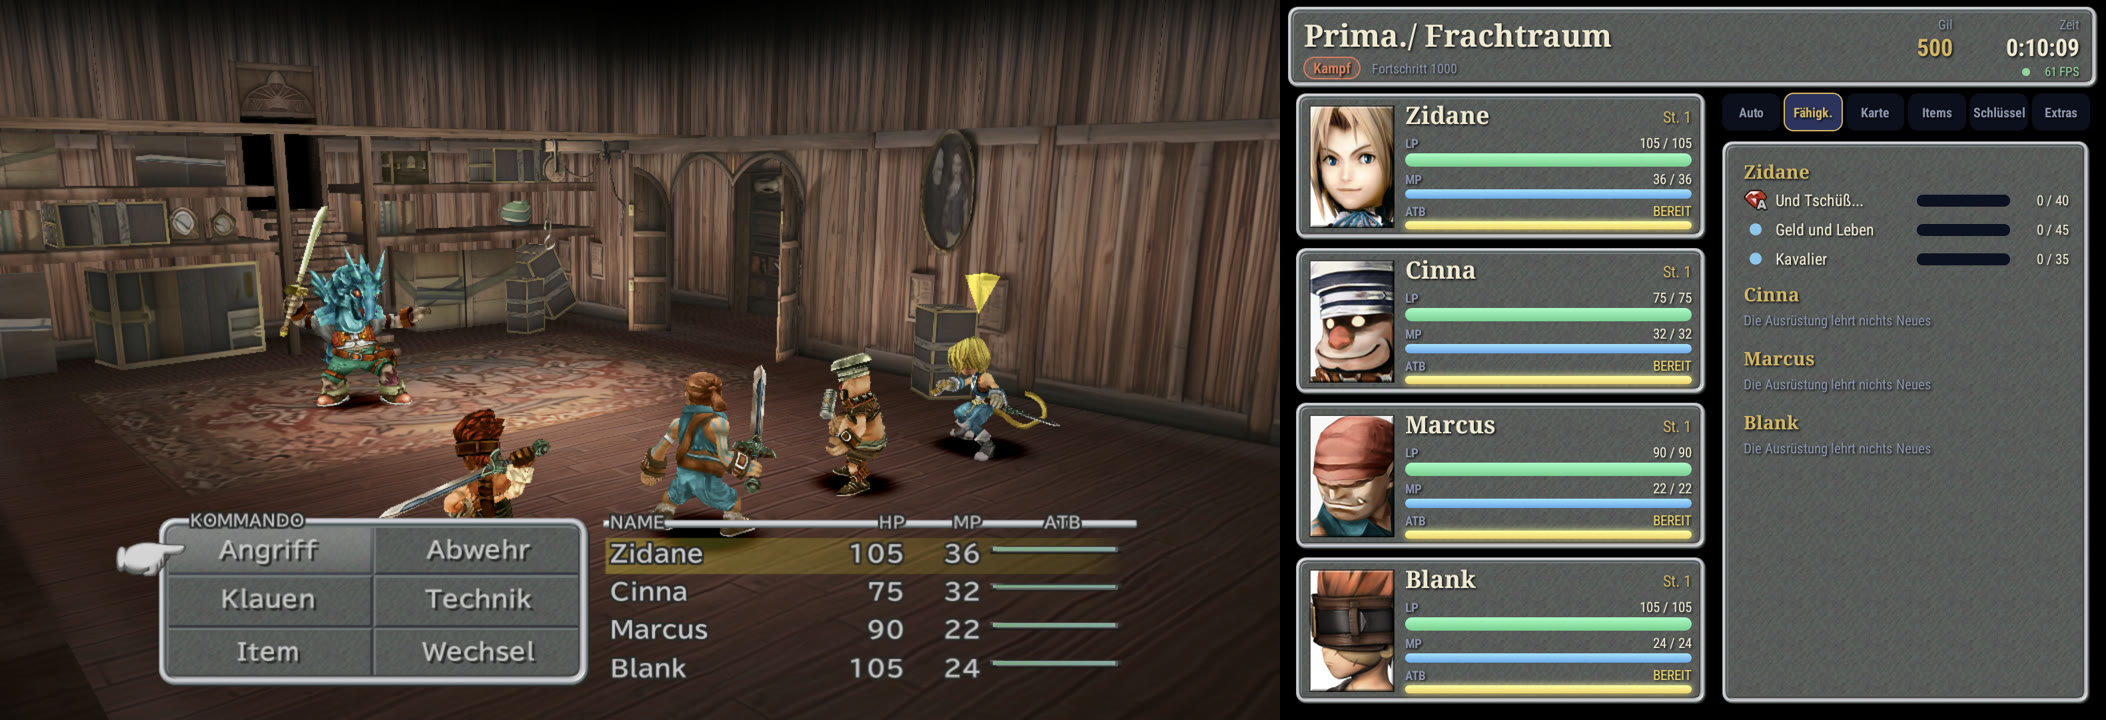 KOMMANDO
Angriff Abwehr
Klauen Technik
Item Wechsel
NAME HP MP ATB
Zidane 105 36
Cinna 75 32
Marcus 90 22
Blank 105 24
Prima./ Frachtraum
Kampf Fortschritt 1000
Gil
500
Zeit
0:10:09
61 FPS
Zidane St. 1
LP 105 / 105
MP 36 / 36
ATB BEREIT
Cinna St. 1
LP 75 / 75
MP 32 / 32
ATB BEREIT
Marcus St. 1
LP 90 / 90
MP 22 / 22
ATB BEREIT
Blank St. 1
LP 105 / 105
MP 24 / 24
ATB BEREIT
Auto Fähigk. Karte Items Schlüssel Extras
Zidane
A Und Tschüß... 0 / 40
Geld und Leben 0 / 45
Kavalier 0 / 35
Cinna
Die Ausrüstung lehrt nichts Neues
Marcus
Die Ausrüstung lehrt nichts Neues
Blank
Die Ausrüstung lehrt nichts Neues